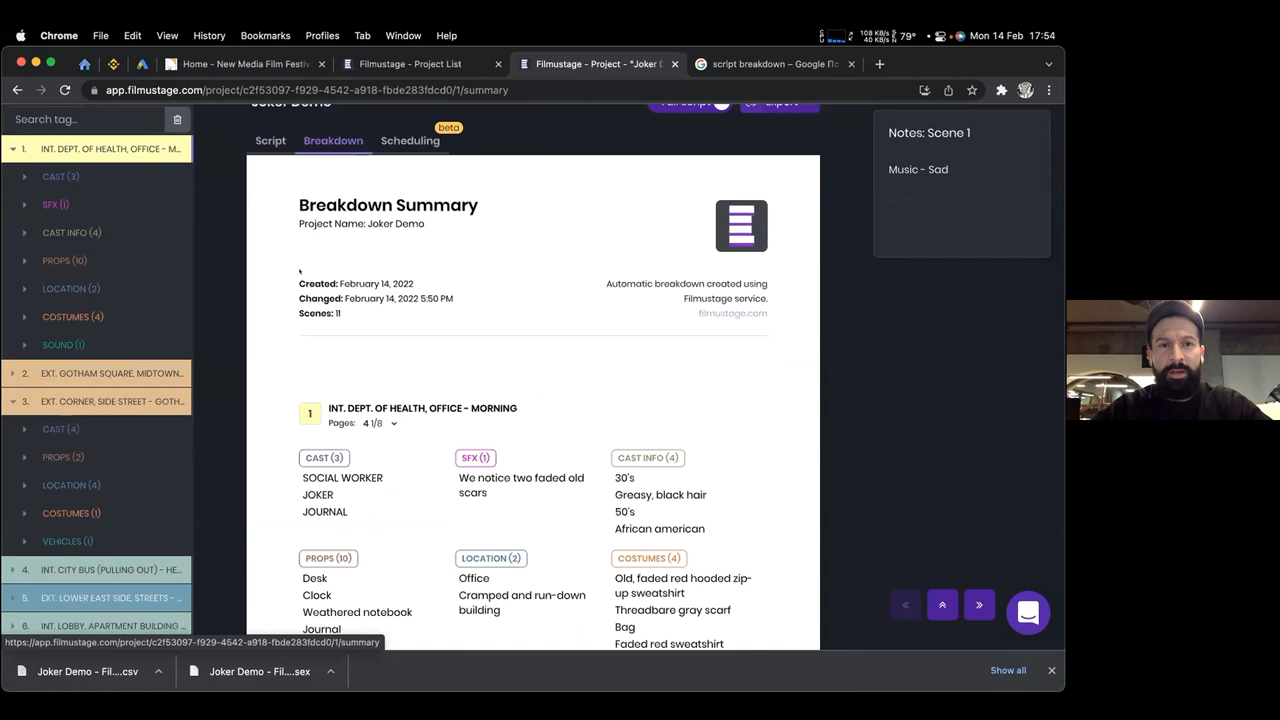 Chrome File Edit View History Bookmarks Profiles Tab Window Help
108 KB/s
40 KB/s
79° Mon 14 Feb 17:54
Home - New Media Film Festiv
Filmustage - Project List
Filmustage - Project - "Joker D
script breakdown – Google По
app.filmustage.com/project/c2f53097-f929-4542-a918-fbde283fdcd0/1/summary
Search tag...
1. INT. DEPT. OF HEALTH, OFFICE - M...
CAST (3)
SFX (1)
CAST INFO (4)
PROPS (10)
LOCATION (2)
COSTUMES (4)
SOUND (1)
2. EXT. GOTHAM SQUARE, MIDTOWN...
3. EXT. CORNER, SIDE STREET - GOTH...
CAST (4)
PROPS (2)
LOCATION (4)
COSTUMES (1)
VEHICLES (1)
4. INT. CITY BUS (PULLING OUT) - HE...
5. EXT. LOWER EAST SIDE, STREETS - ...
6. INT. LOBBY, APARTMENT BUILDING ...
https://app.filmustage.com/project/c2f53097-f929-4542-a918-fbde283fdcd0/1/summary
Joker Demo
Script Breakdown Scheduling
beta
Breakdown Summary
Project Name: Joker Demo
Created: February 14, 2022
Changed: February 14, 2022 5:50 PM
Scenes: 11
Automatic breakdown created using
Filmustage service.
filmustage.com
1 INT. DEPT. OF HEALTH, OFFICE - MORNING
Pages: 4 1/8
CAST (3)
SOCIAL WORKER
JOKER
JOURNAL
SFX (1)
We notice two faded old
scars
CAST INFO (4)
30's
Greasy, black hair
50's
African american
PROPS (10)
Desk
Clock
Weathered notebook
Journal
LOCATION (2)
Office
Cramped and run-down
building
COSTUMES (4)
Old, faded red hooded zip-
up sweatshirt
Threadbare gray scarf
Bag
Faded red sweatshirt
Notes: Scene 1
Music - Sad
Joker Demo - Fil....csv
Joker Demo - Fil....sex
Show all